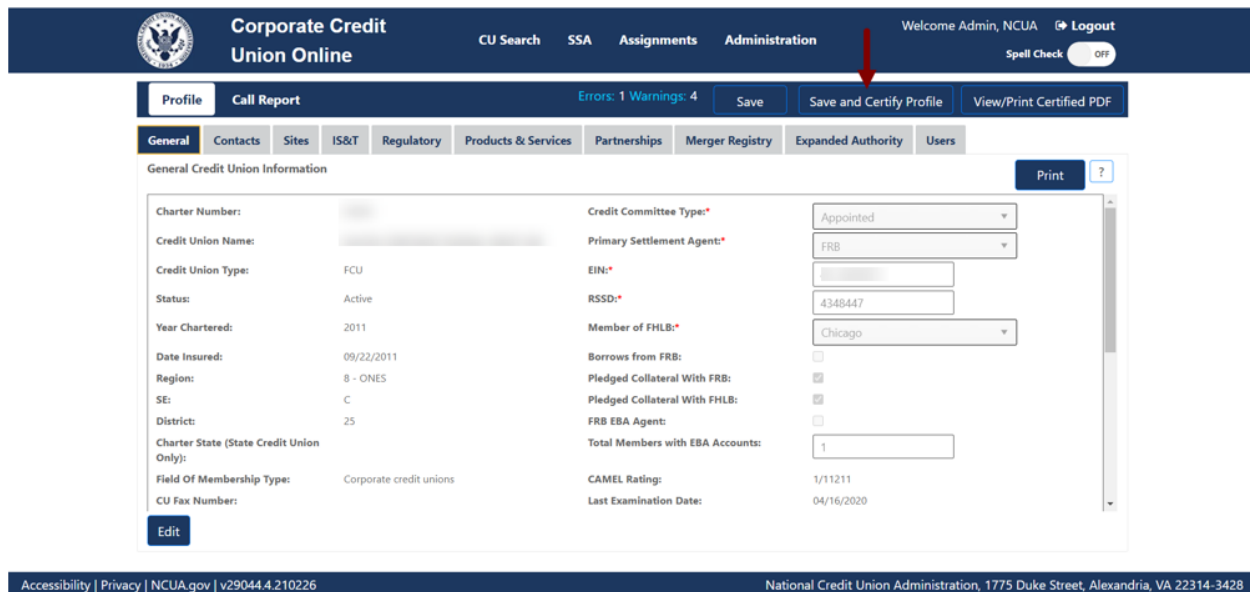 Corporate Credit
Union Online
CU Search SSA Assignments Administration
Welcome Admin, NCUA Logout
Spell Check OFF
Profile Call Report Errors: 1 Warnings: 4 Save Save and Certify Profile View/Print Certified PDF
General Contacts Sites IS&T Regulatory Products & Services Partnerships Merger Registry Expanded Authority Users
General Credit Union Information Print ?
Charter Number: Credit Committee Type:* Appointed
Credit Union Name: Primary Settlement Agent:* FRB
Credit Union Type: FCU EIN:*
Status: Active RSSD:* 4348447
Year Chartered: 2011 Member of FHLB:* Chicago
Date Insured: 09/22/2011 Borrows from FRB:
Region: 8 - ONES Pledged Collateral With FRB:
SE: C Pledged Collateral With FHLB:
District: 25 FRB EBA Agent:
Charter State (State Credit Union
Only): Total Members with EBA Accounts: 1
Field Of Membership Type: Corporate credit unions CAMEL Rating: 1/11211
CU Fax Number: Last Examination Date: 04/16/2020
Edit
Accessibility | Privacy | NCUA.gov | v29044.4.210226 National Credit Union Administration, 1775 Duke Street, Alexandria, VA 22314-3428